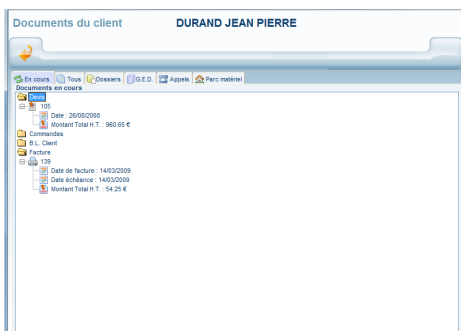 Documents du client DURAND JEAN PIERRE
En cours Tous Dossiers G.E.D. Appels Parc matériel
Documents en cours
Devis
105
Date : 26/08/2008
Montant Total H.T. : 960.65 €
Commandes
B.L. Client
Facture
139
Date de facture : 14/03/2009
Date échéance : 14/03/2009
Montant Total H.T. : 54.25 €